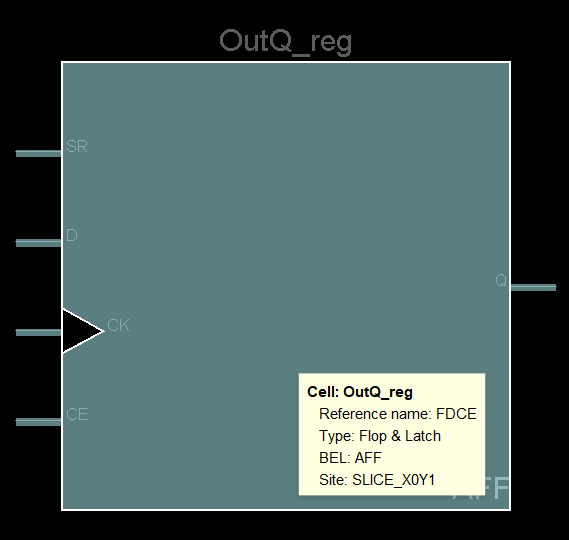 OutQ_reg
SR
D
CK
CE
Q
Cell: OutQ_reg
Reference name: FDCE
Type: Flop & Latch
BEL: AFF
Site: SLICE_X0Y1
AFF